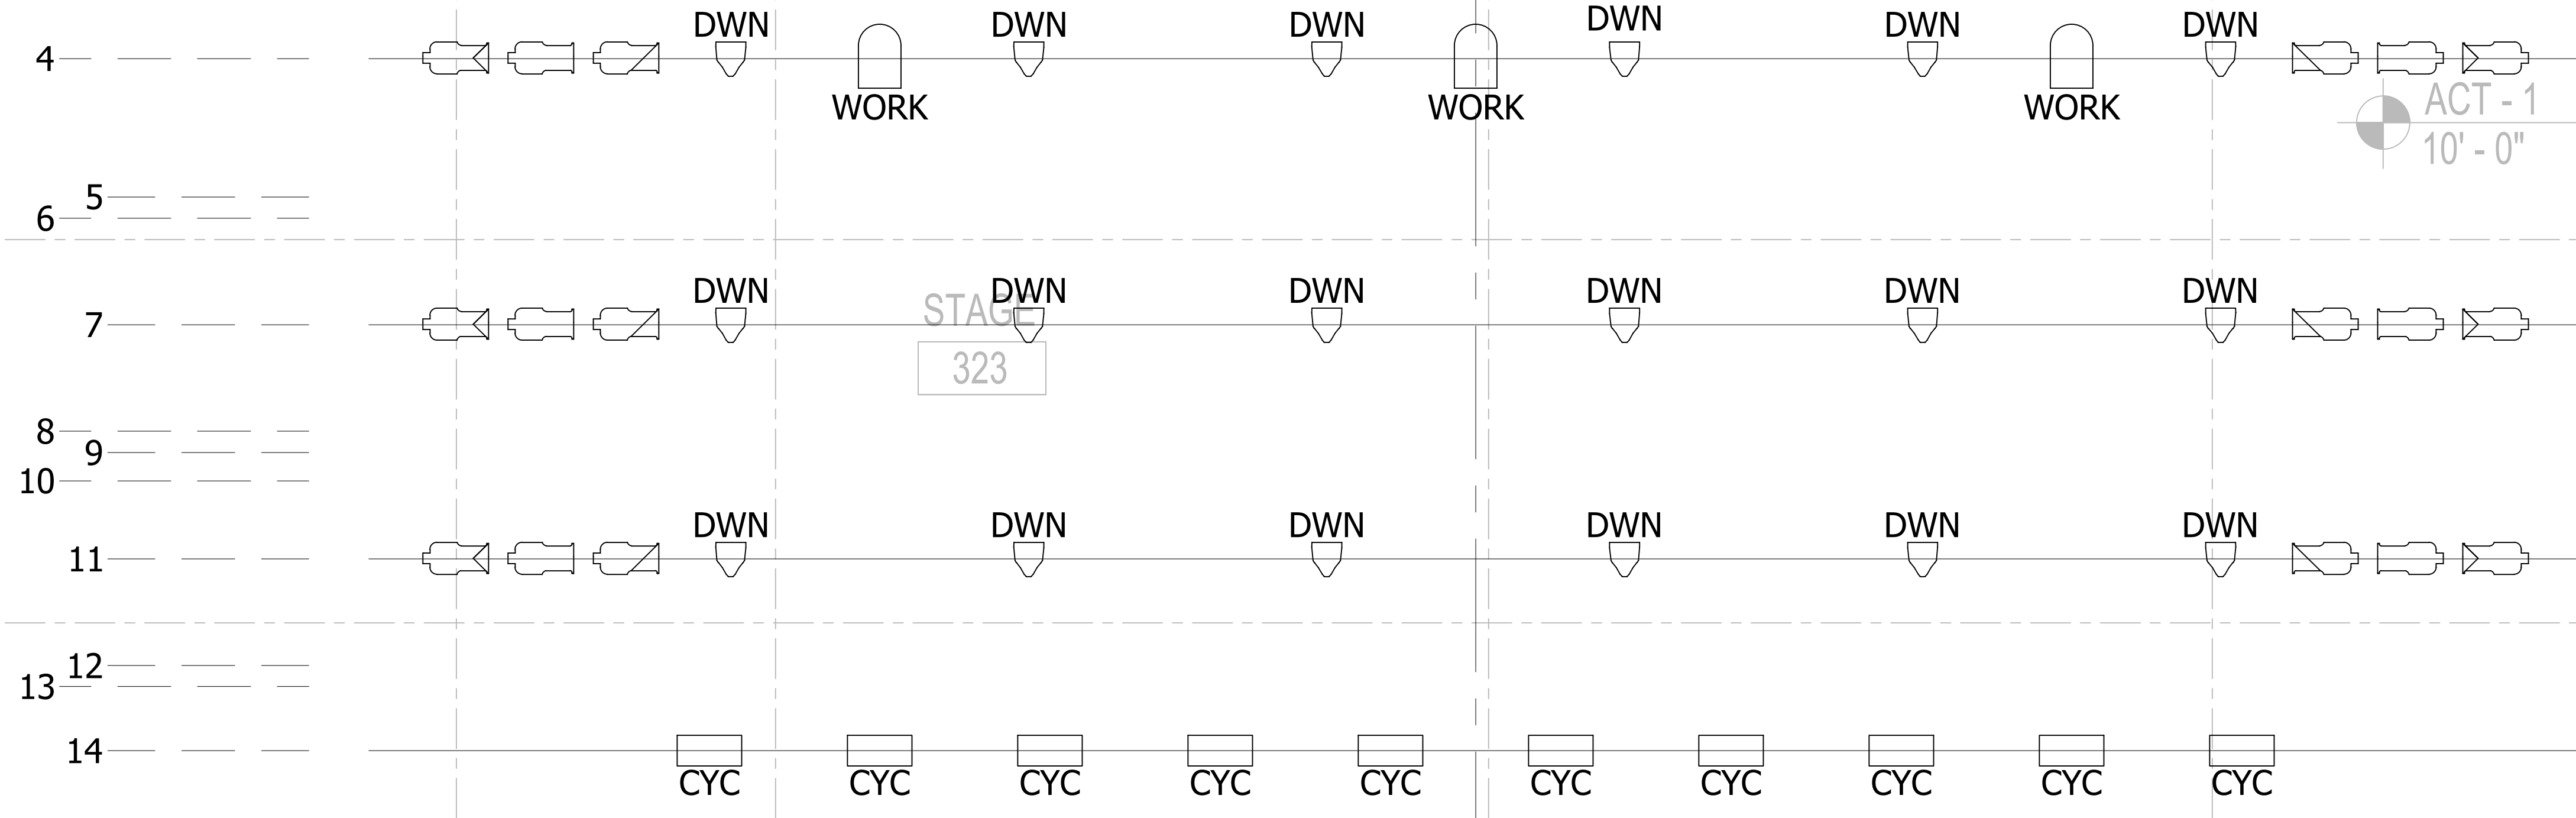 DWN DWN DWN DWN DWN DWN
4
WORK WORK WORK
ACT - 1
10' - 0"
5
6
DWN DWN DWN DWN DWN DWN
STAGE
7
323
8
9
10
DWN DWN DWN DWN DWN DWN
11
12
13
14
CYC CYC CYC CYC CYC CYC CYC CYC CYC CYC